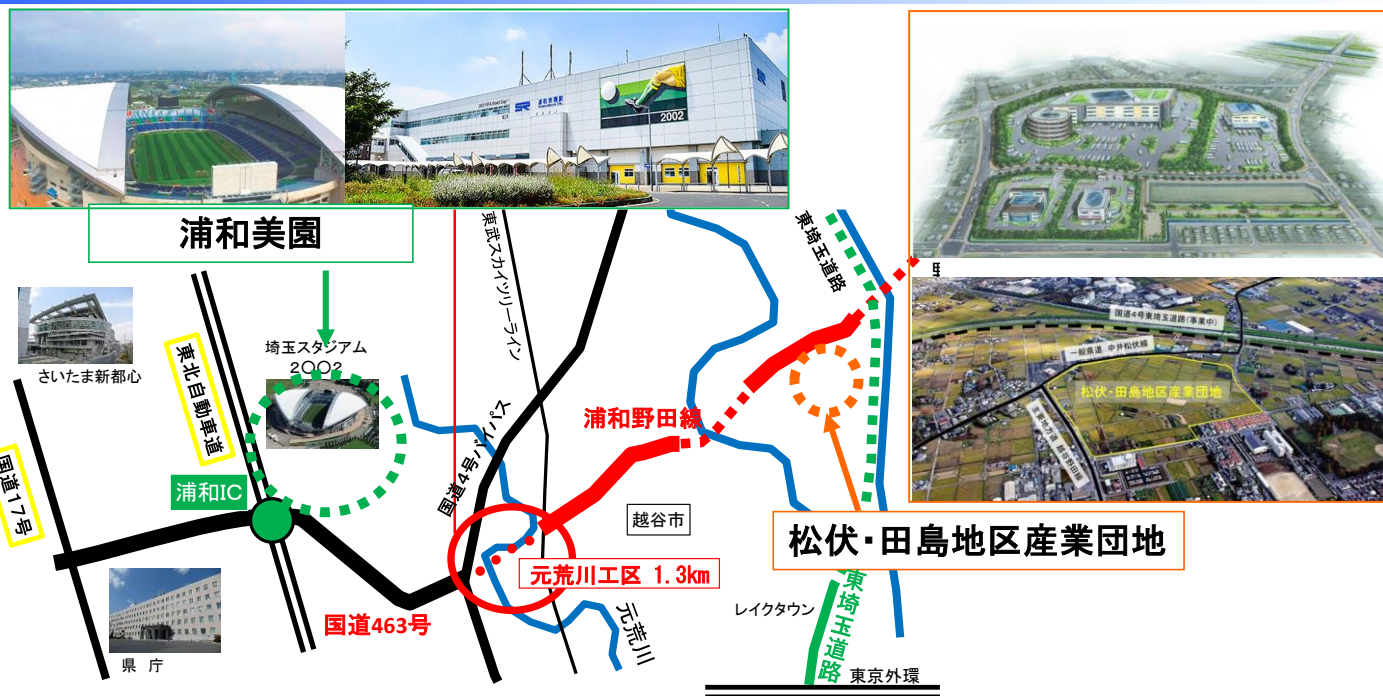 SR
浦和美園駅
2002
浦和美園
東武スカイツリーライン
東埼玉道路
国道4号東埼玉道路(事業中)
一般県道 中井松伏線
松伏・田島地区産業団地
さいたま新都心
東北自動車道
埼玉スタジアム
2002
国道4号バイパス
浦和野田線
国道17号
浦和IC
越谷市
松伏・田島地区産業団地
元荒川工区 1.3km
国道463号
元荒川
レイクタウン
東埼玉道路
県 庁
東京外環